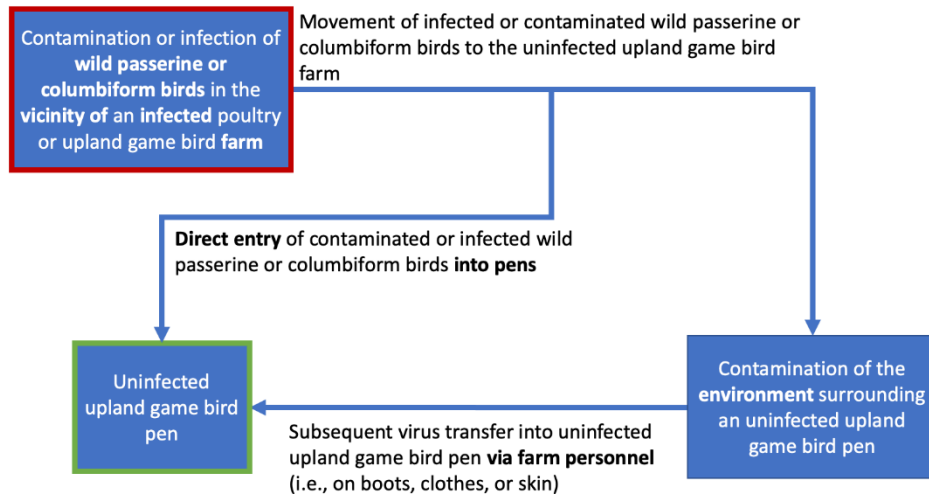 Contamination or infection of
wild passerine or
columbiform birds in the
vicinity of an infected poultry
or upland game bird farm
Movement of infected or contaminated wild passerine or
columbiform birds to the uninfected upland game bird
farm
Direct entry of contaminated or infected wild
passerine or columbiform birds into pens
Uninfected
upland game bird
pen
Contamination of the
environment surrounding
an uninfected upland
game bird pen
Subsequent virus transfer into uninfected
upland game bird pen via farm personnel
(i.e., on boots, clothes, or skin)